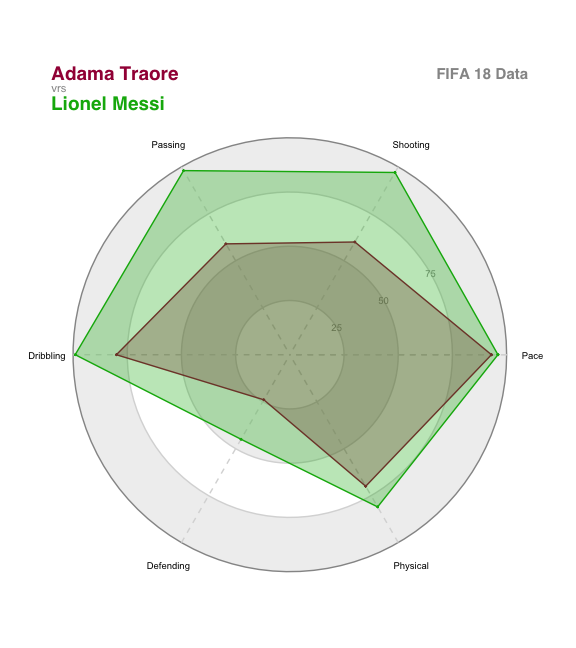 Adama Traore
vrs
Lionel Messi
FIFA 18 Data
Passing
Shooting
75
50
25
Dribbling
Pace
Defending
Physical